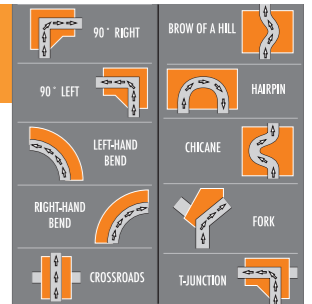 90° RIGHT
90° LEFT
LEFT-HAND
BEND
RIGHT-HAND
BEND
CROSSROADS
BROW OF A HILL
HAIRPIN
CHICANE
FORK
T-JUNCTION